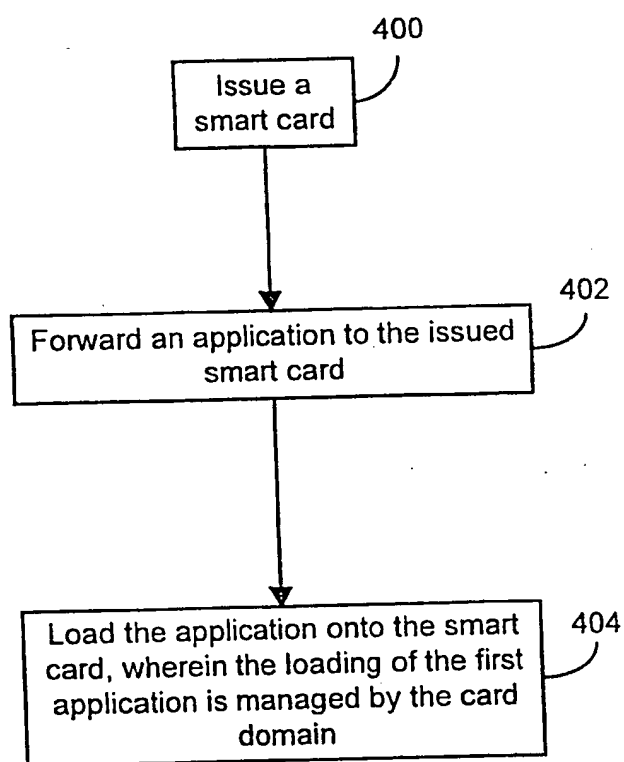 400
Issue a
smart card
402
Forward an application to the issued
smart card
404
Load the application onto the smart
card, wherein the loading of the first
application is managed by the card
domain